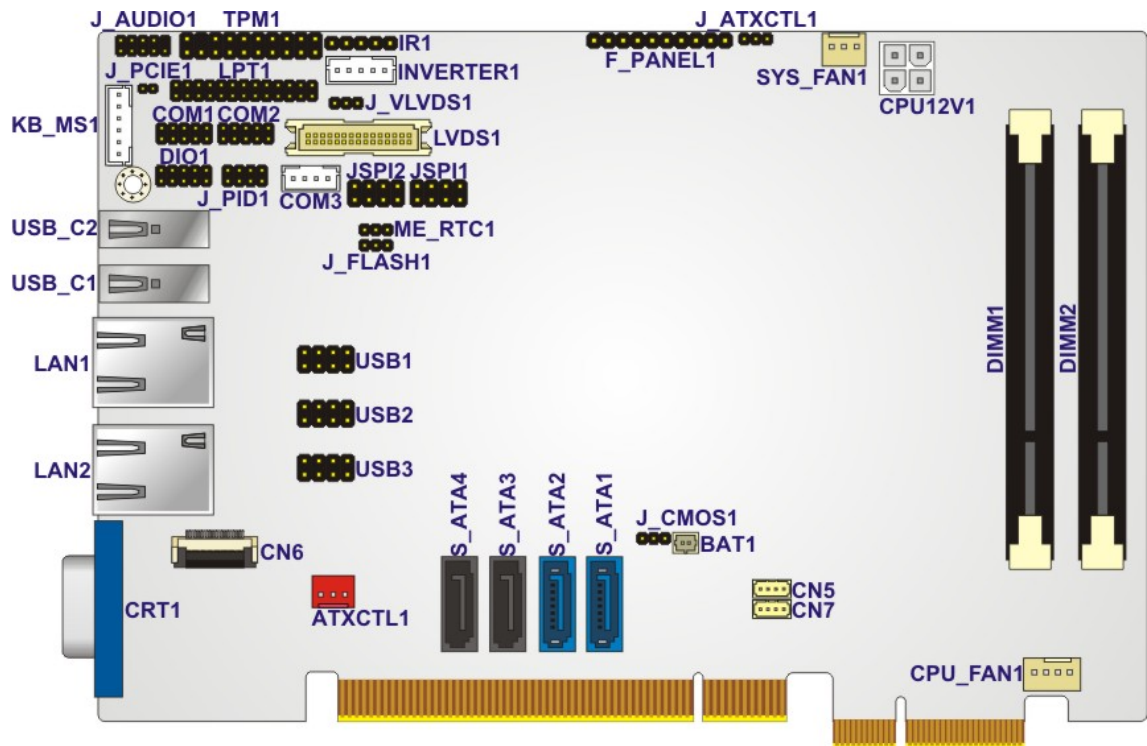 J_AUDIO1
TPM1
J_ATXCTL1
IR1
F_PANEL1
J_PCIE1
LPT1
INVERTER1
SYS_FAN1
CPU12V1
KB_MS1
COM1
COM2
J_VLVDS1
LVDS1
DIO1
JSPI2
JSPI1
J_PID1
COM3
USB_C2
ME_RTC1
J_FLASH1
USB_C1
LAN1
USB1
DIMM1
DIMM2
USB2
LAN2
USB3
S_ATA4
S_ATA3
S_ATA2
S_ATA1
J_CMOS1
BAT1
CN6
CN5
CN7
CRT1
ATXCTL1
CPU_FAN1